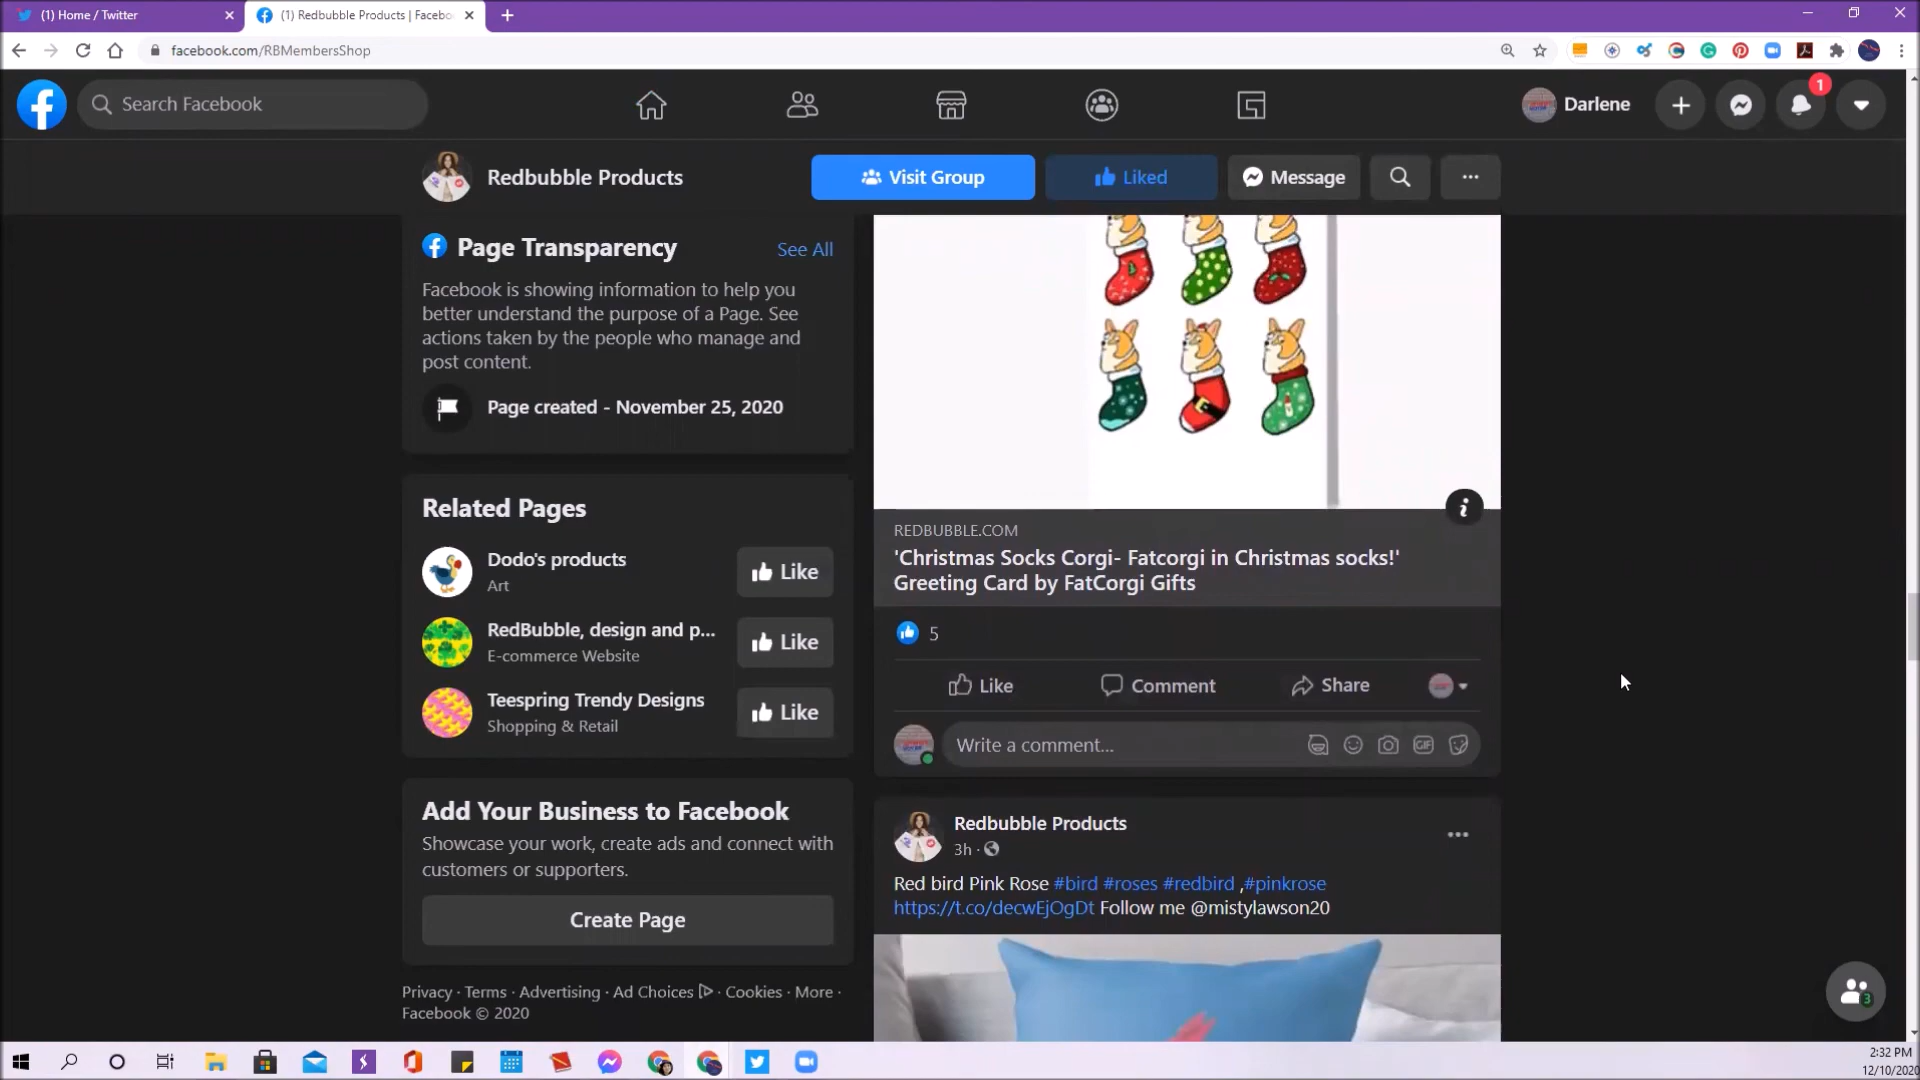 (1) Home / Twitter
(1) Redbubble Products | Facebo
facebook.com/RBMembersShop
Search Facebook
Darlene
1
Redbubble Products
Visit Group
Liked
Message
Page Transparency
See All
Facebook is showing information to help you
better understand the purpose of a Page. See
actions taken by the people who manage and
post content.
Page created - November 25, 2020
Related Pages
Dodo's products
Art
Like
RedBubble, design and p...
E-commerce Website
Like
Teespring Trendy Designs
Shopping & Retail
Like
Add Your Business to Facebook
Showcase your work, create ads and connect with
customers or supporters.
Create Page
Privacy · Terms · Advertising · Ad Choices · Cookies · More ·
Facebook © 2020
REDBUBBLE.COM
'Christmas Socks Corgi- Fatcorgi in Christmas socks!'
Greeting Card by FatCorgi Gifts
5
Like
Comment
Share
Write a comment...
GIF
Redbubble Products
3h ·
Red bird Pink Rose #bird #roses #redbird ,#pinkrose
https://t.co/decwEjOgDt Follow me @mistylawson20
3
2:32 PM
12/10/2020